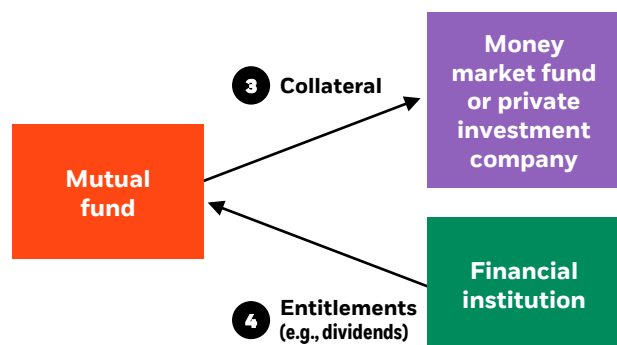 Money
market fund
or private
investment
company
3 Collateral
Mutual
fund
Financial
institution
4 Entitlements
(e.g., dividends)